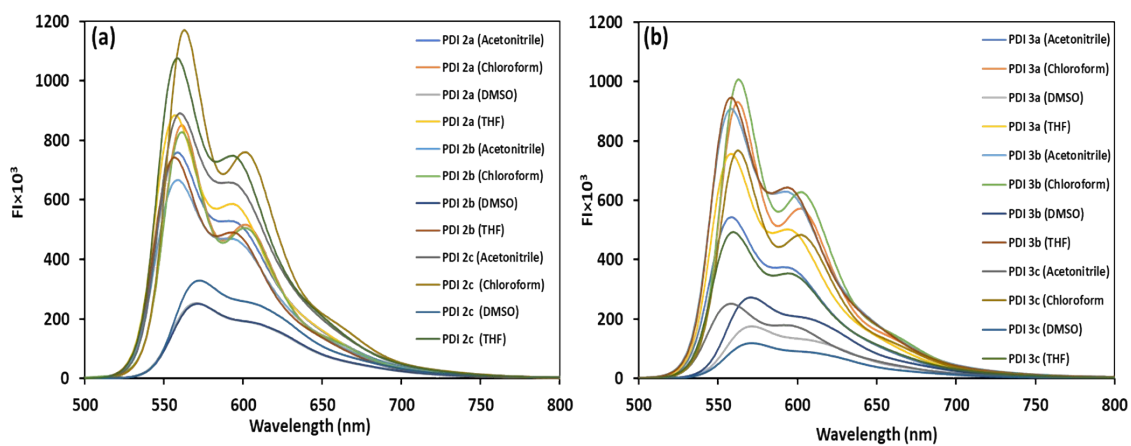 (a)
FI×10³
1200
1000
800
600
400
200
0
500
550
600
650
700
750
800
Wavelength (nm)
PDI 2a (Acetonitrile)
PDI 2a (Chloroform)
PDI 2a (DMSO)
PDI 2a (THF)
PDI 2b (Acetonitrile)
PDI 2b (Chloroform)
PDI 2b (DMSO)
PDI 2b (THF)
PDI 2c (Acetonitrile)
PDI 2c (Chloroform)
PDI 2c (DMSO)
PDI 2c (THF)
(b)
FI×10³
1200
1000
800
600
400
200
0
500
550
600
650
700
750
800
Wavelength (nm)
PDI 3a (Acetonitrile)
PDI 3a (Chloroform)
PDI 3a (DMSO)
PDI 3a (THF)
PDI 3b (Acetonitrile)
PDI 3b (Chloroform)
PDI 3b (DMSO)
PDI 3b (THF)
PDI 3c (Acetonitrile)
PDI 3c (Chloroform
PDI 3c (DMSO)
PDI 3c (THF)